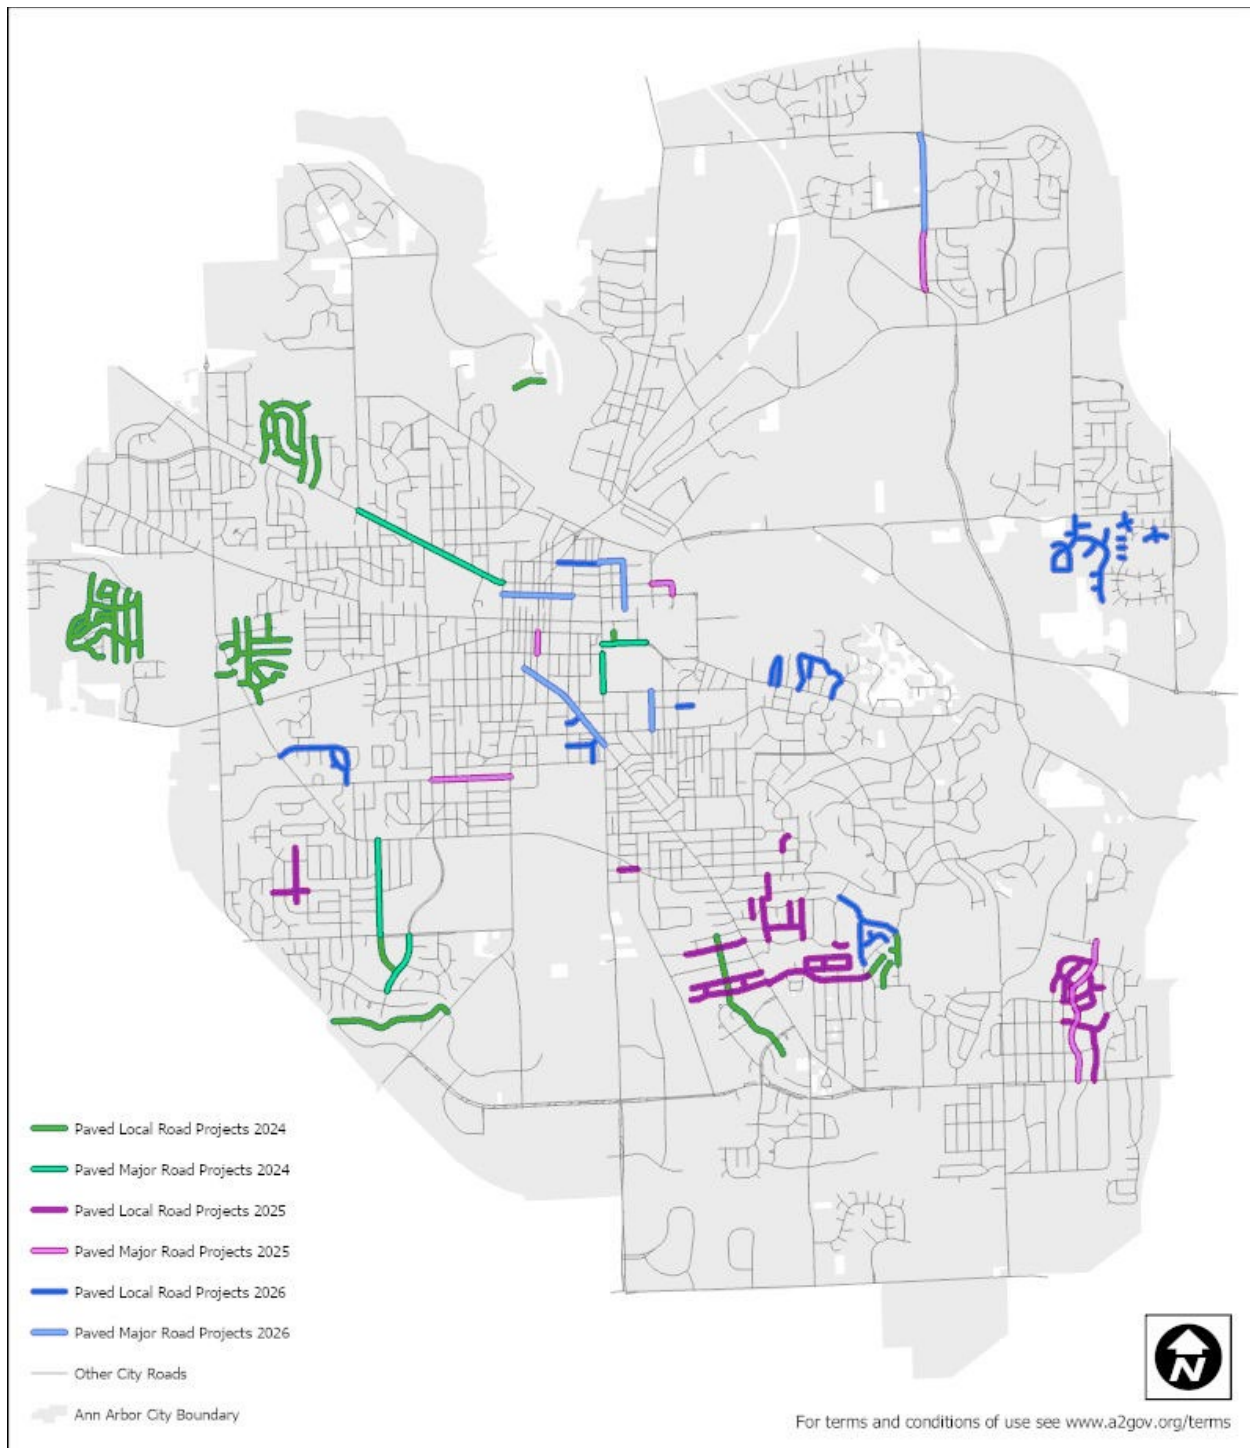 Paved Local Road Projects 2024
Paved Major Road Projects 2024
Paved Local Road Projects 2025
Paved Major Road Projects 2025
Paved Local Road Projects 2026
Paved Major Road Projects 2026
Other City Roads
Ann Arbor City Boundary
N
For terms and conditions of use see www.a2gov.org/terms